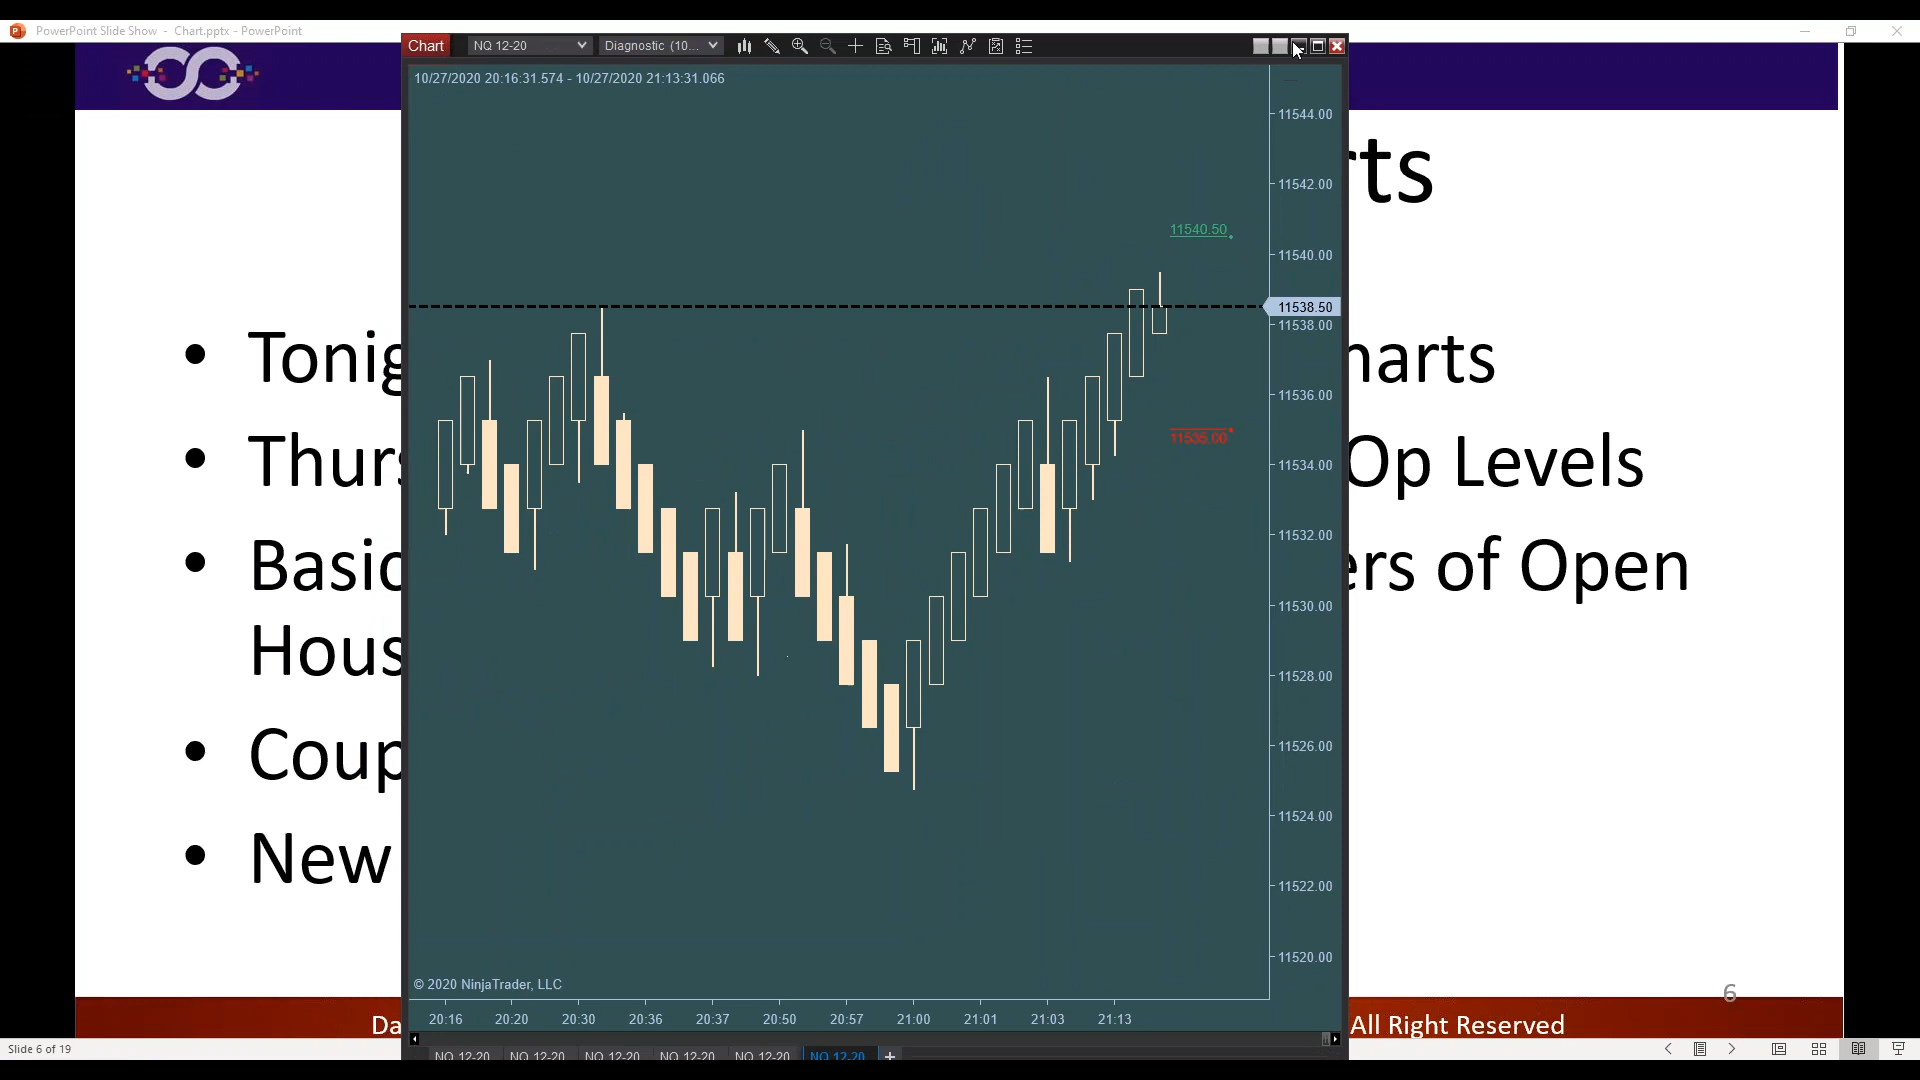 PowerPoint Slide Show - Chart.pptx - PowerPoint
Chart
NQ 12-20
Diagnostic (10...
10/27/2020 20:16:31.574 - 10/27/2020 21:13:31.066
11544.00
11542.00
11540.50
11540.00
11538.50
11538.00
11536.00
11535.00
11534.00
11532.00
11530.00
11528.00
11526.00
11524.00
11522.00
11520.00
rts
Tonig
harts
Thurs
Op Levels
Basic
ers of Open
Hous
Coup
New
© 2020 NinjaTrader, LLC
6
20:16 20:20 20:30 20:36 20:37 20:50 20:57 21:00 21:01 21:03 21:13
Da
All Right Reserved
Slide 6 of 19
NQ 12-20 NQ 12-20 NQ 12-20 NQ 12-20 NQ 12-20 NQ 12-20 +